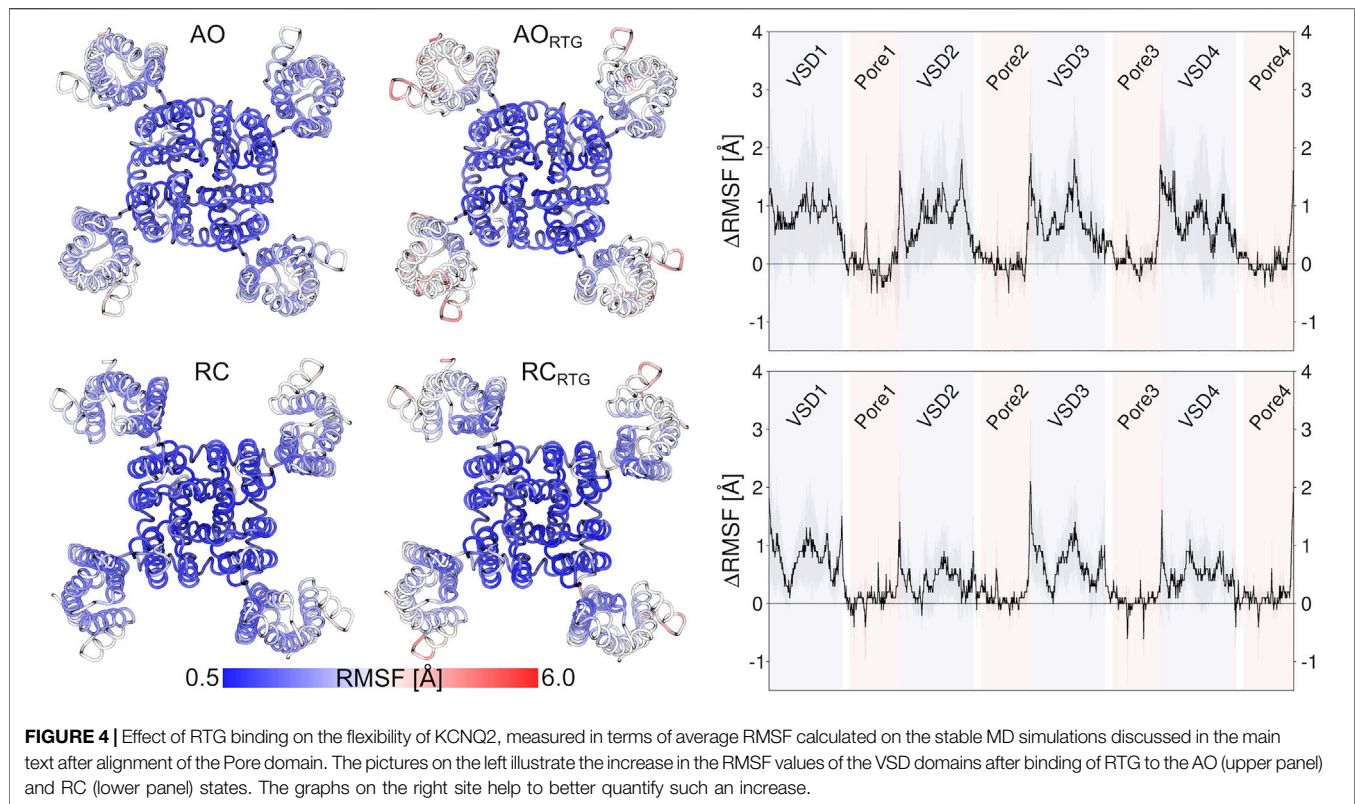 AO
AORTG
RC
RCRTG
0.5 RMSF [Å] 6.0
4
3
2
1
0
-1
ΔRMSF [Å]
VSD1
Pore1
VSD2
Pore2
VSD3
Pore3
VSD4
Pore4
4
3
2
1
0
-1
4
3
2
1
0
-1
ΔRMSF [Å]
VSD1
Pore1
VSD2
Pore2
VSD3
Pore3
VSD4
Pore4
4
3
2
1
0
-1
FIGURE 4 | Effect of RTG binding on the flexibility of KCNQ2, measured in terms of average RMSF calculated on the stable MD simulations discussed in the main
text after alignment of the Pore domain. The pictures on the left illustrate the increase in the RMSF values of the VSD domains after binding of RTG to the AO (upper panel)
and RC (lower panel) states. The graphs on the right site help to better quantify such an increase.